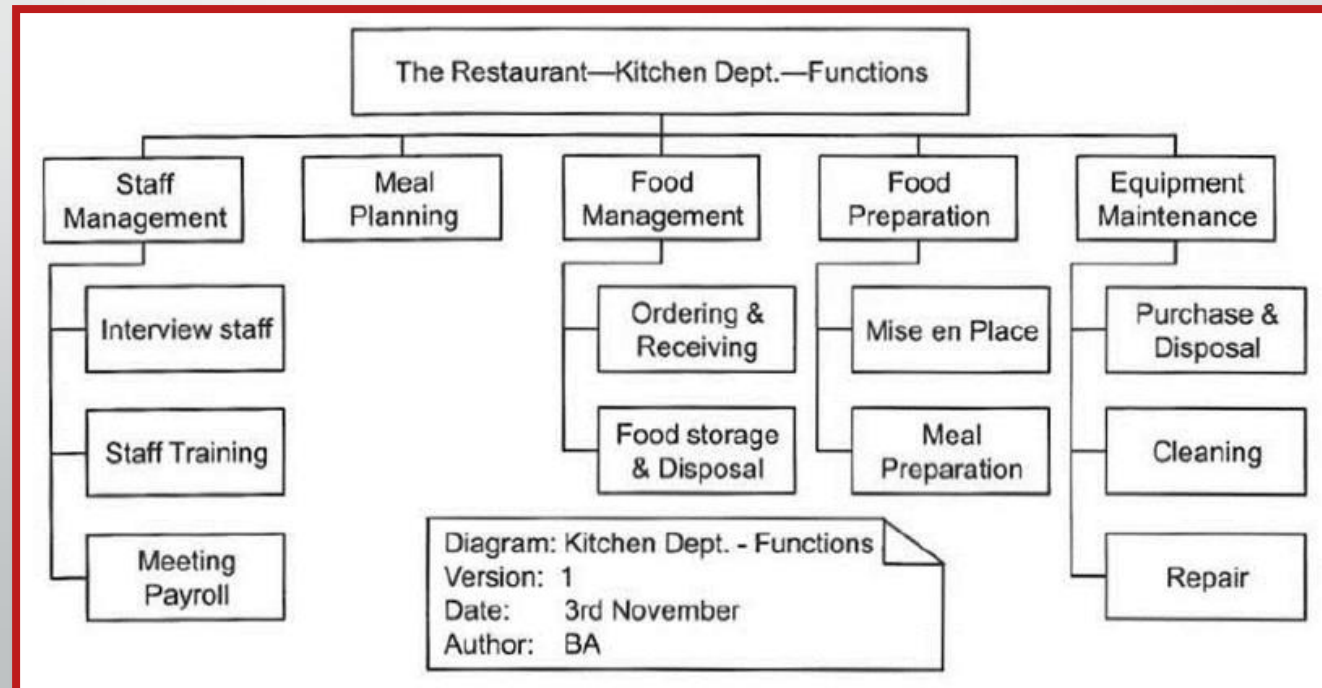 The Restaurant—Kitchen Dept.—Functions
Staff
Management
Meal
Planning
Food
Management
Food
Preparation
Equipment
Maintenance
Interview staff
Staff Training
Meeting
Payroll
Ordering &
Receiving
Food storage
& Disposal
Mise en Place
Meal
Preparation
Purchase &
Disposal
Cleaning
Repair
Diagram: Kitchen Dept. - Functions
Version: 1
Date: 3rd November
Author: BA